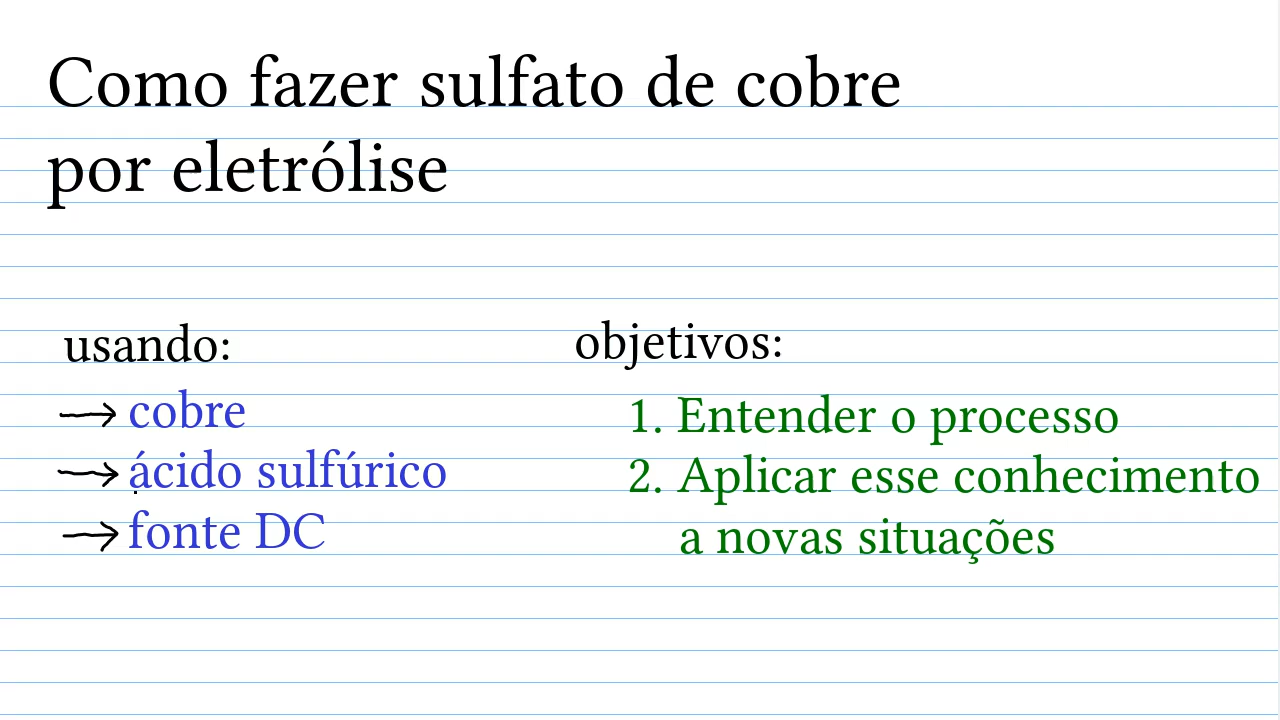 Como fazer sulfato de cobre
por eletrólise
usando:
→ cobre
→ ácido sulfúrico
→ fonte DC
objetivos:
1. Entender o processo
2. Aplicar esse conhecimento
a novas situações